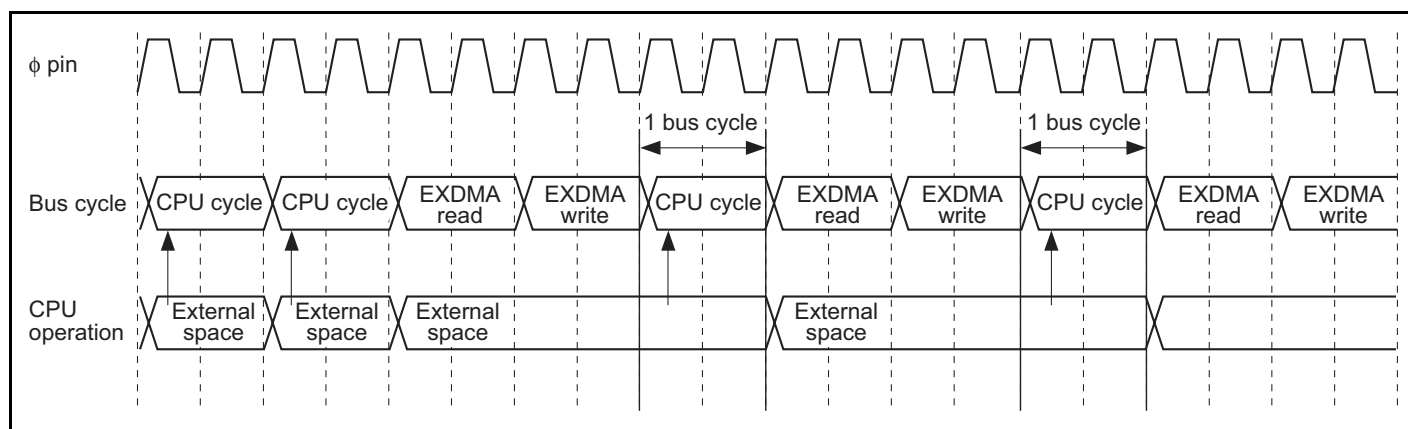 ϕ pin
1 bus cycle
1 bus cycle
Bus cycle
CPU cycle
CPU cycle
EXDMA
read
EXDMA
write
CPU cycle
EXDMA
read
EXDMA
write
CPU cycle
EXDMA
read
EXDMA
write
CPU
operation
External
space
External
space
External
space
External
space